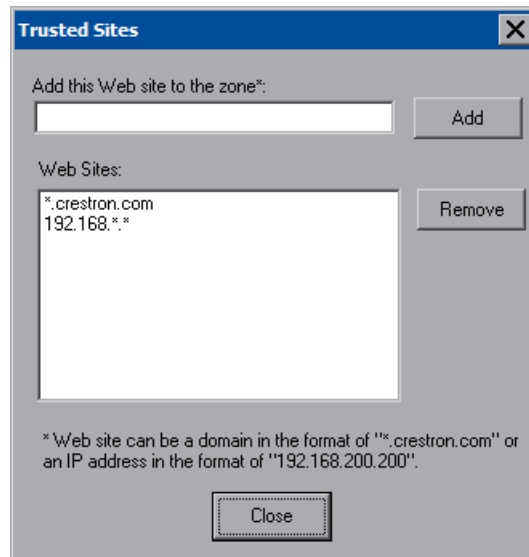 Trusted Sites
Add this Web site to the zone*:
Add
Web Sites:
*.crestron.com
192.168.*.*
Remove
* Web site can be a domain in the format of "*.crestron.com" or
an IP address in the format of "192.168.200.200".
Close